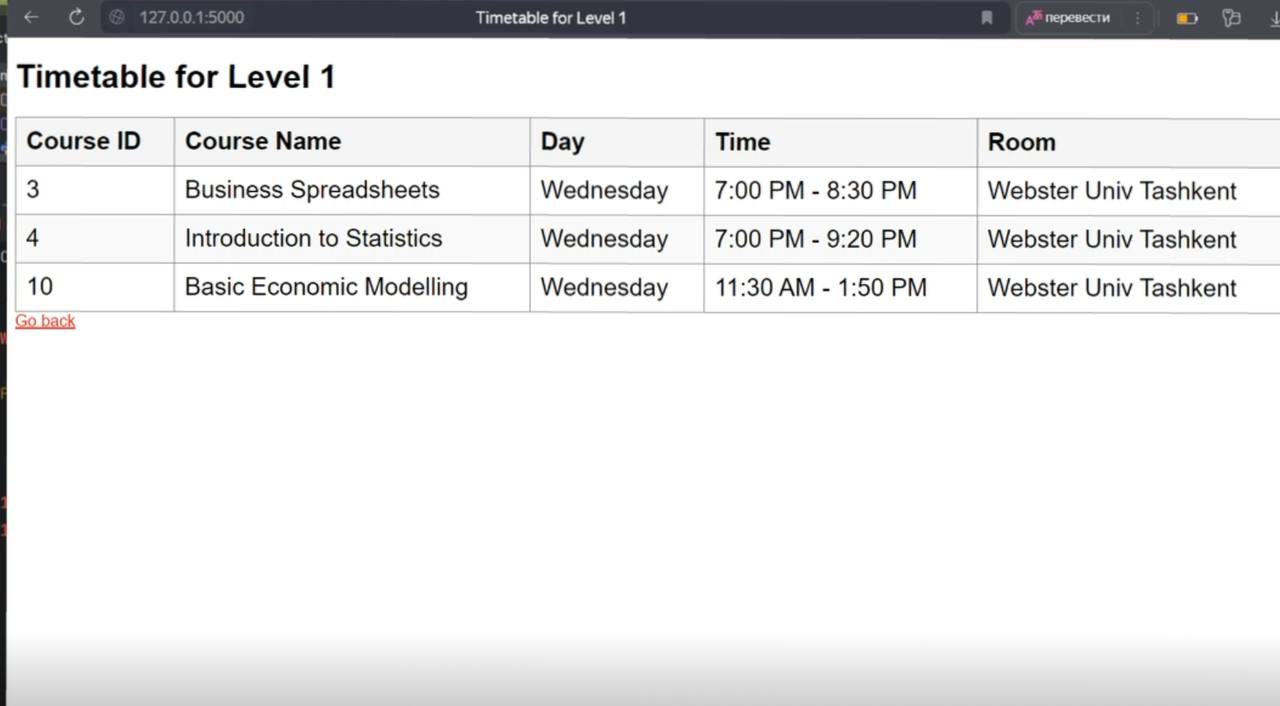 127.0.0.1:5000 Timetable for Level 1 перевести
Timetable for Level 1
Course ID Course Name Day Time Room
3 Business Spreadsheets Wednesday 7:00 PM - 8:30 PM Webster Univ Tashkent
4 Introduction to Statistics Wednesday 7:00 PM - 9:20 PM Webster Univ Tashkent
10 Basic Economic Modelling Wednesday 11:30 AM - 1:50 PM Webster Univ Tashkent
Go back